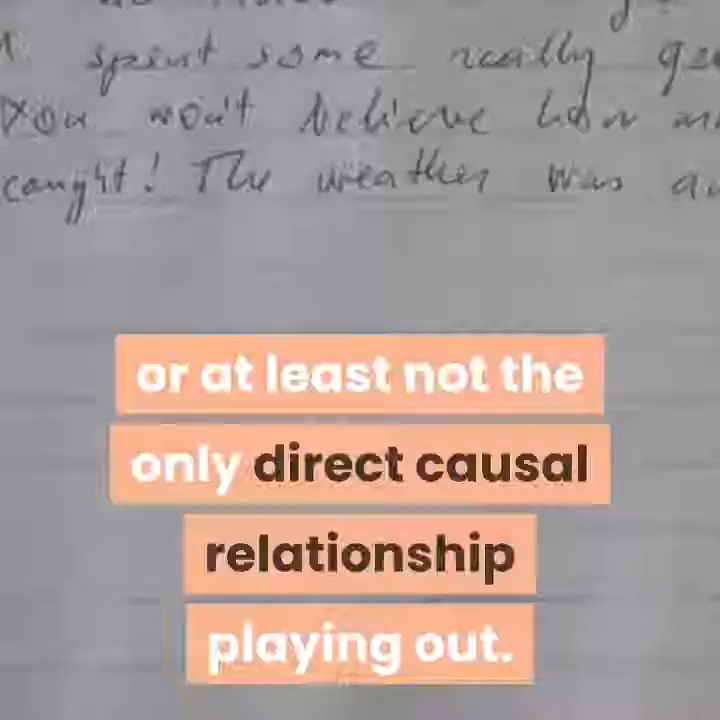 spent some really
You won't believe how
caught! The weather was
or at least not the
only direct causal
relationship
playing out.